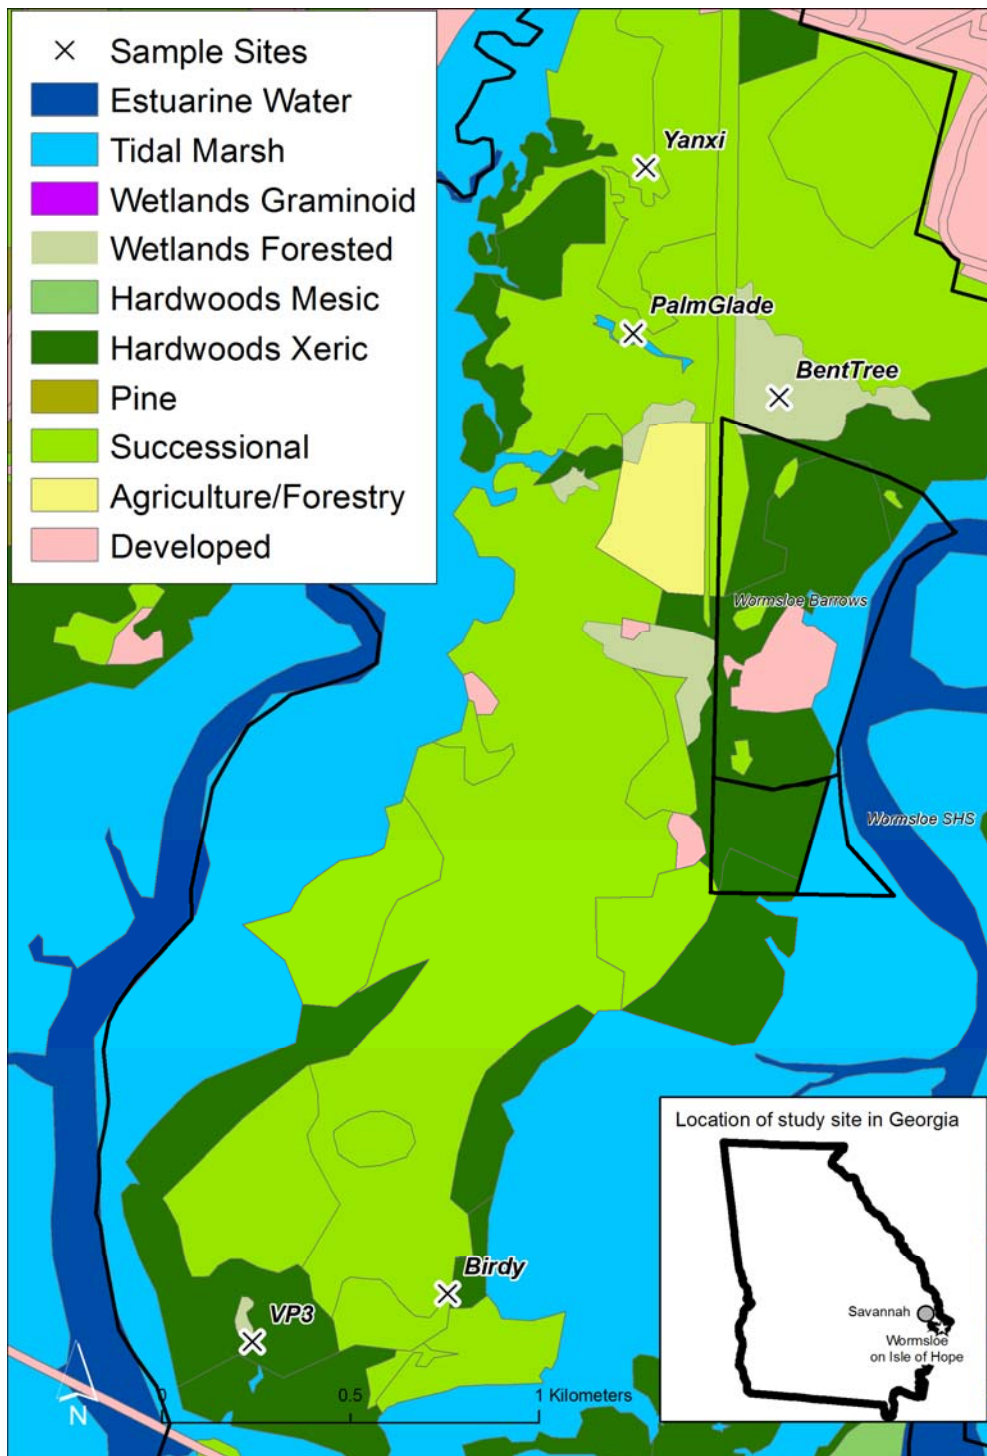 Sample Sites
Estuarine Water
Tidal Marsh
Wetlands Graminoid
Wetlands Forested
Hardwoods Mesic
Hardwoods Xeric
Pine
Successional
Agriculture/Forestry
Developed
Yanxi
PalmGlade
BentTree
Wormsloe Barrows
Wormsloe SHS
Birdy
VP3
N
0 0.5 1 Kilometers
Location of study site in Georgia
Savannah
Wormsloe
on Isle of Hope